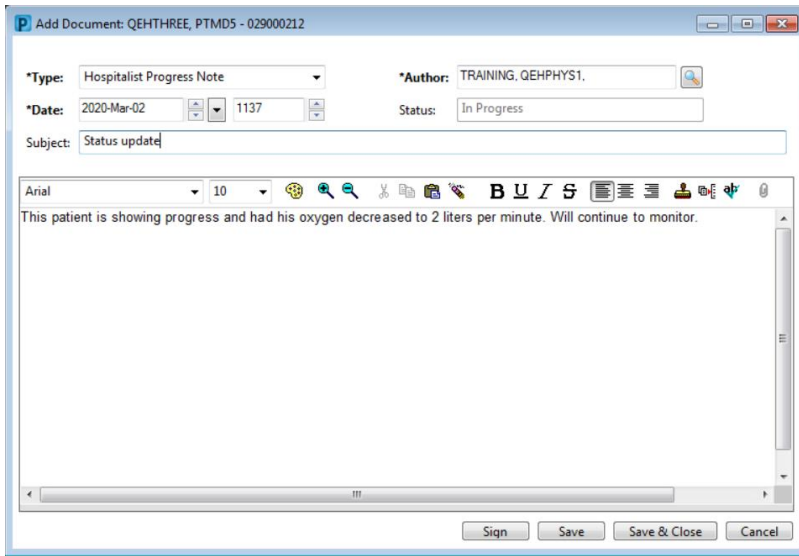 P Add Document: QEHTHREE, PTMD5 - 029000212
*Type: Hospitalist Progress Note *Author: TRAINING, QEHPHYS1,
*Date: 2020-Mar-02 1137 Status: In Progress
Subject: Status update
Arial 10 B U I S
This patient is showing progress and had his oxygen decreased to 2 liters per minute. Will continue to monitor.
Sign Save Save & Close Cancel